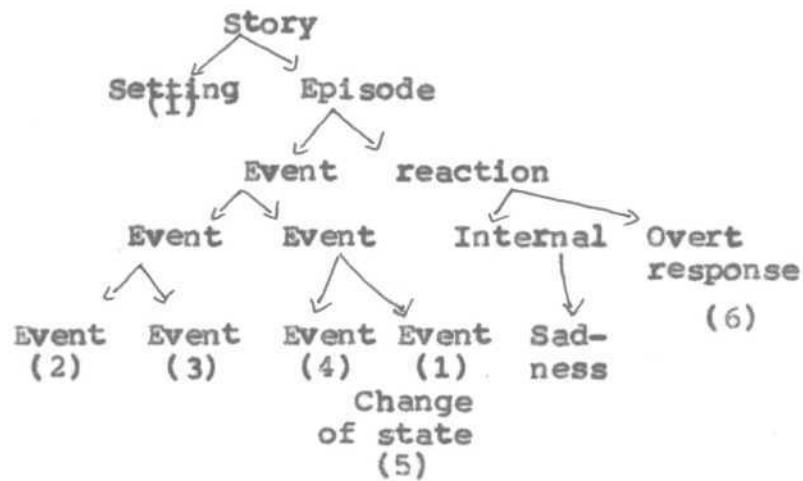 Story
Setting Episode
(1)
Event reaction
Event Event Internal Overt
response
(6)
Event Event Event Event Sad-
(2) (3) (4) (1) ness
Change
of state
(5)